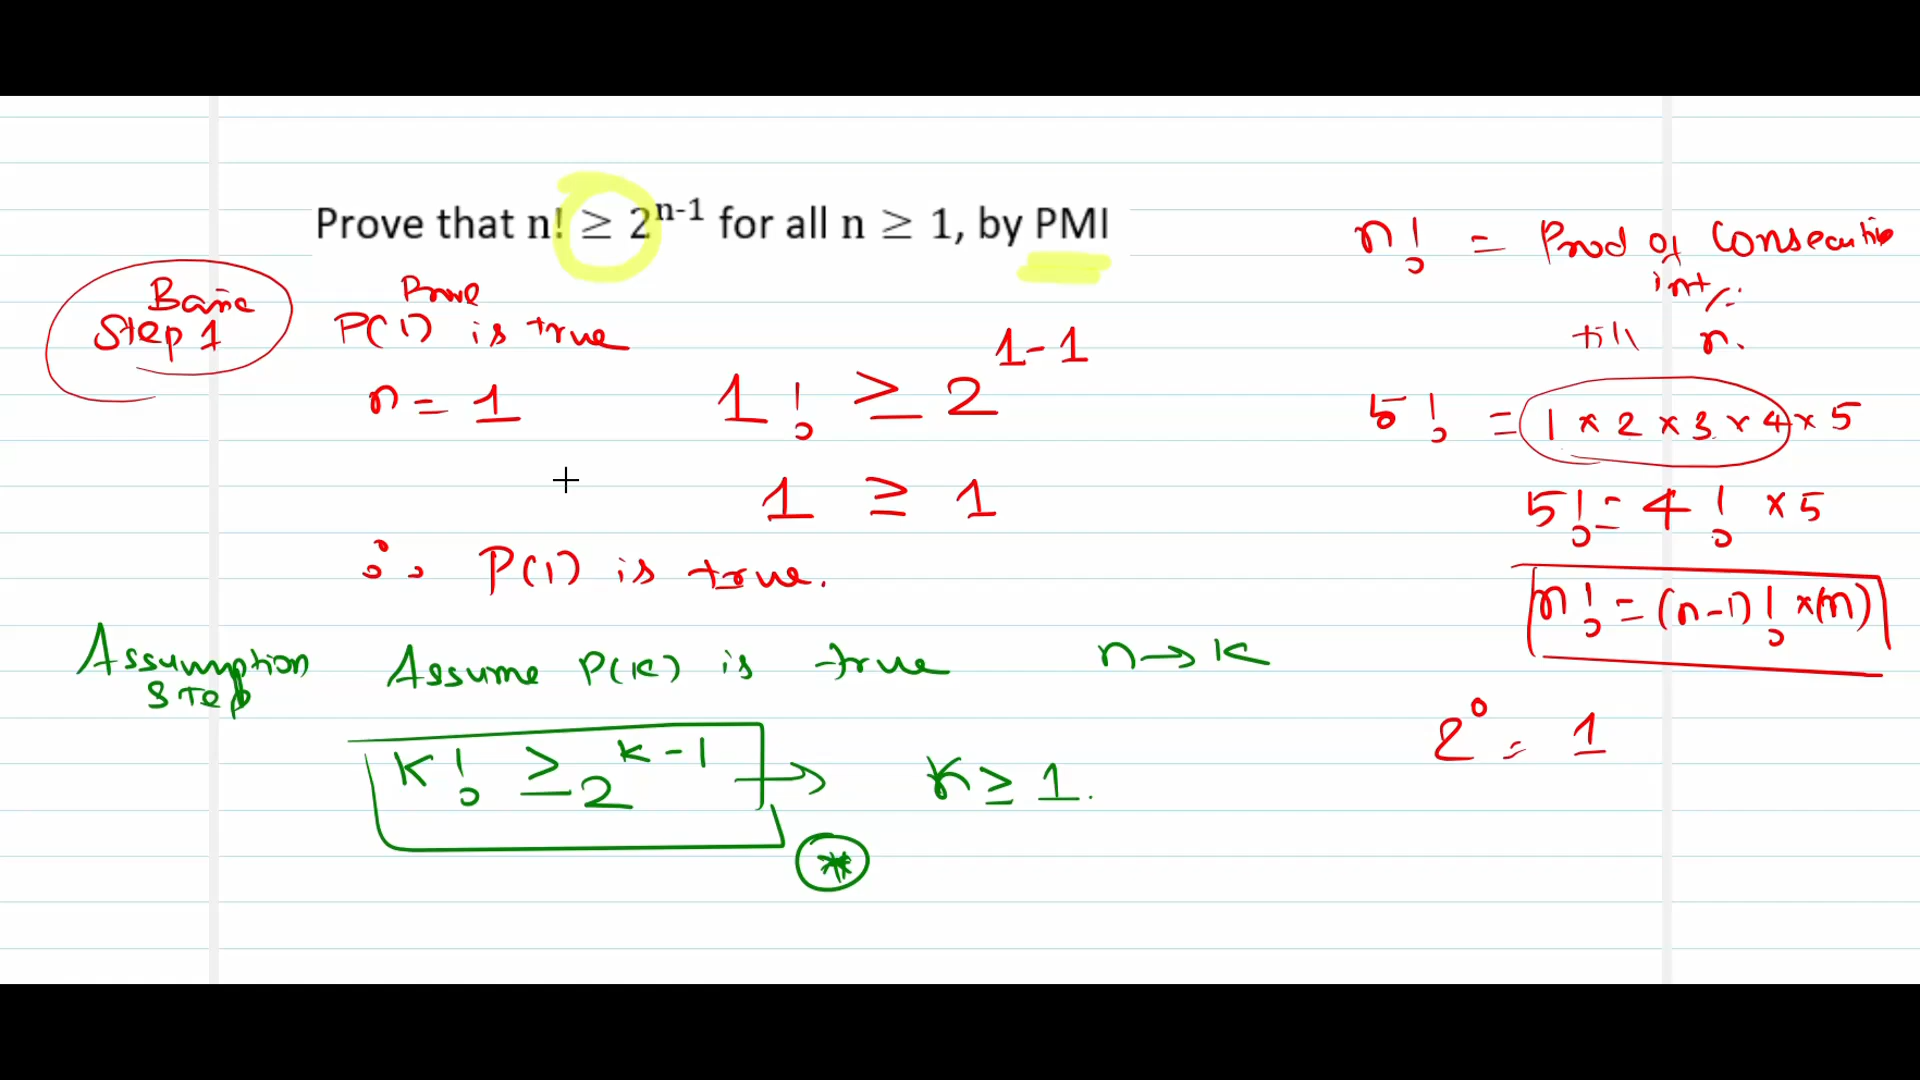 Prove that n! ≥ 2^(n-1) for all n ≥ 1, by PMI
Basic
Step 1
Prove
P(1) is true
n = 1
1! ≥ 2^(1-1)
1 ≥ 1
∴ P(1) is true.
Assumption
Step
Assume P(K) is true
n → K
K! ≥ 2^(K-1) →
K ≥ 1.
*
n! = Prod of Consecutive
int
till n.
5! = 1 × 2 × 3 × 4 × 5
5! = 4! × 5
n! = (n-1)! × (n)
2^0 = 1